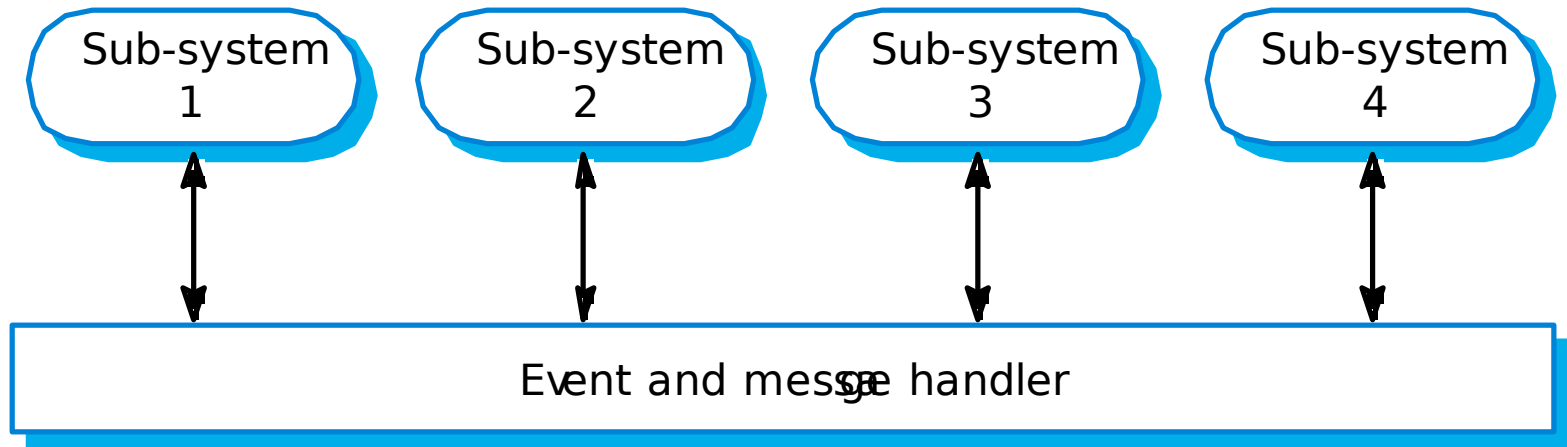 Sub-system
1
Sub-system
2
Sub-system
3
Sub-system
4
Event and message handler